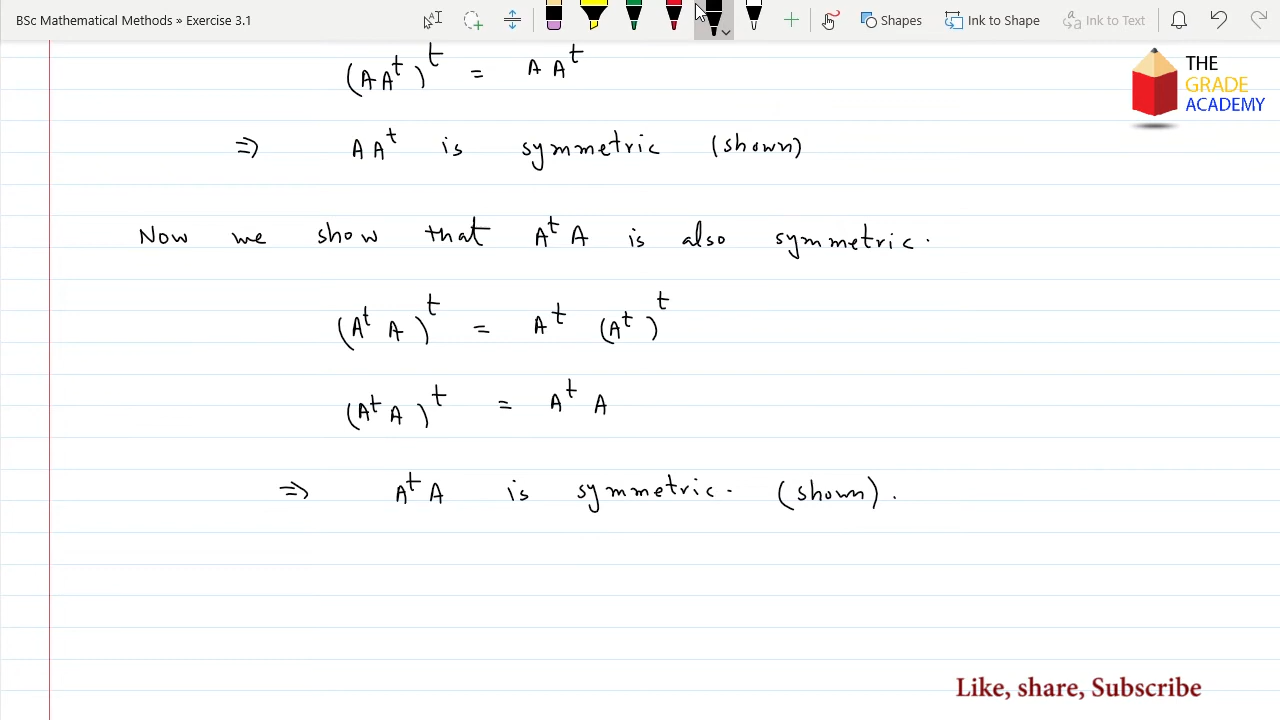 BSc Mathematical Methods » Exercise 3.1
Shapes
Ink to Shape
Ink to Text
THE
GRADE
ACADEMY
(AAᵗ)ᵗ = AAᵗ
⇒ AAᵗ is symmetric (shown)
Now we show that AᵗA is also symmetric.
(AᵗA)ᵗ = Aᵗ (Aᵗ)ᵗ
(AᵗA)ᵗ = Aᵗ A
⇒ AᵗA is symmetric. (shown).
Like, share, Subscribe